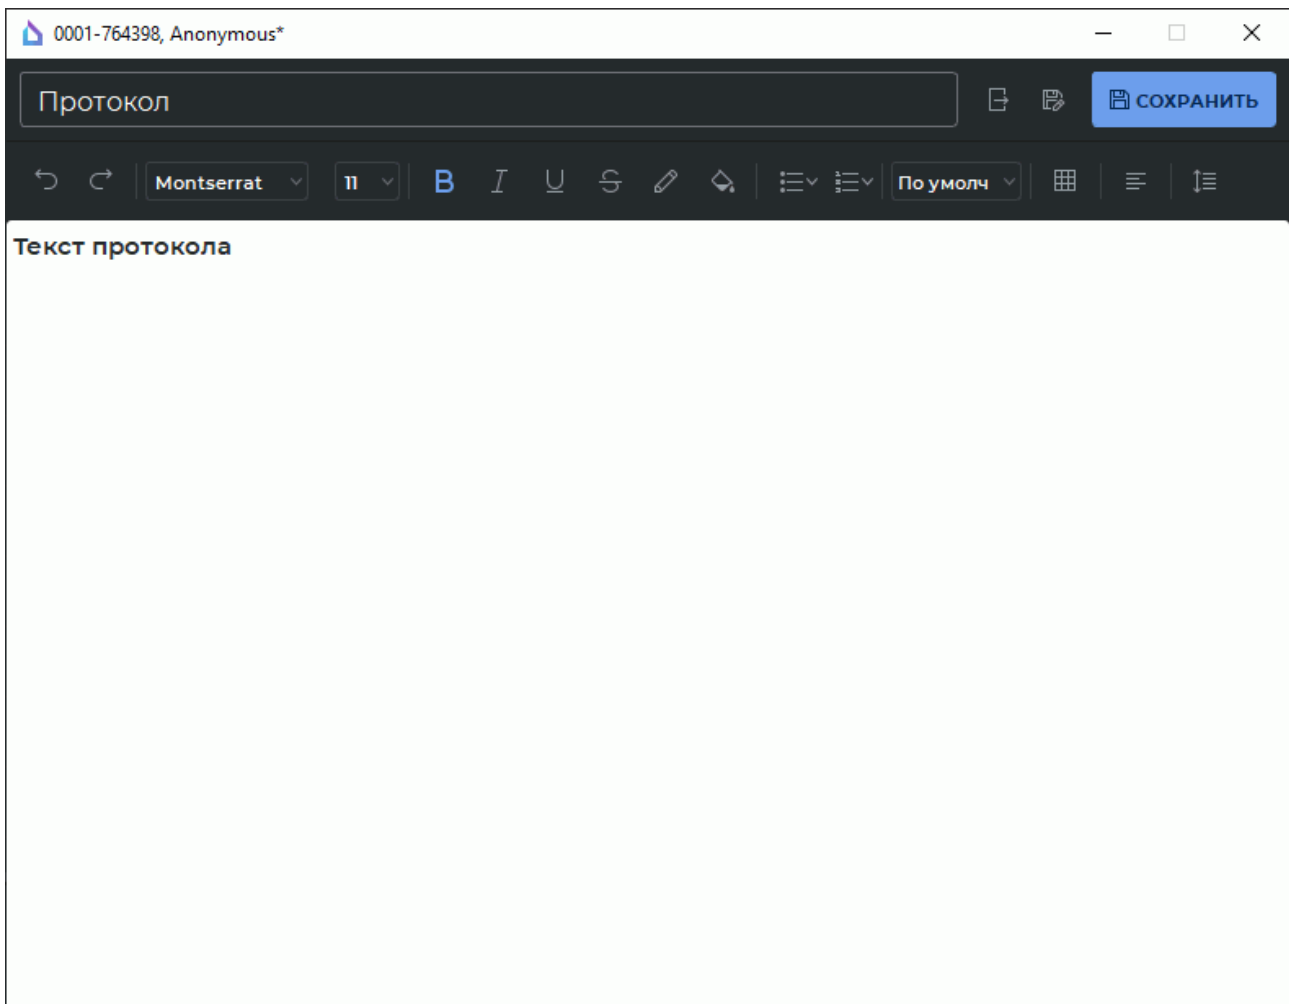 0001-764398, Anonymous*
Протокол
СОХРАНИТЬ
Montserrat 11 B I U S По умолч
Текст протокола